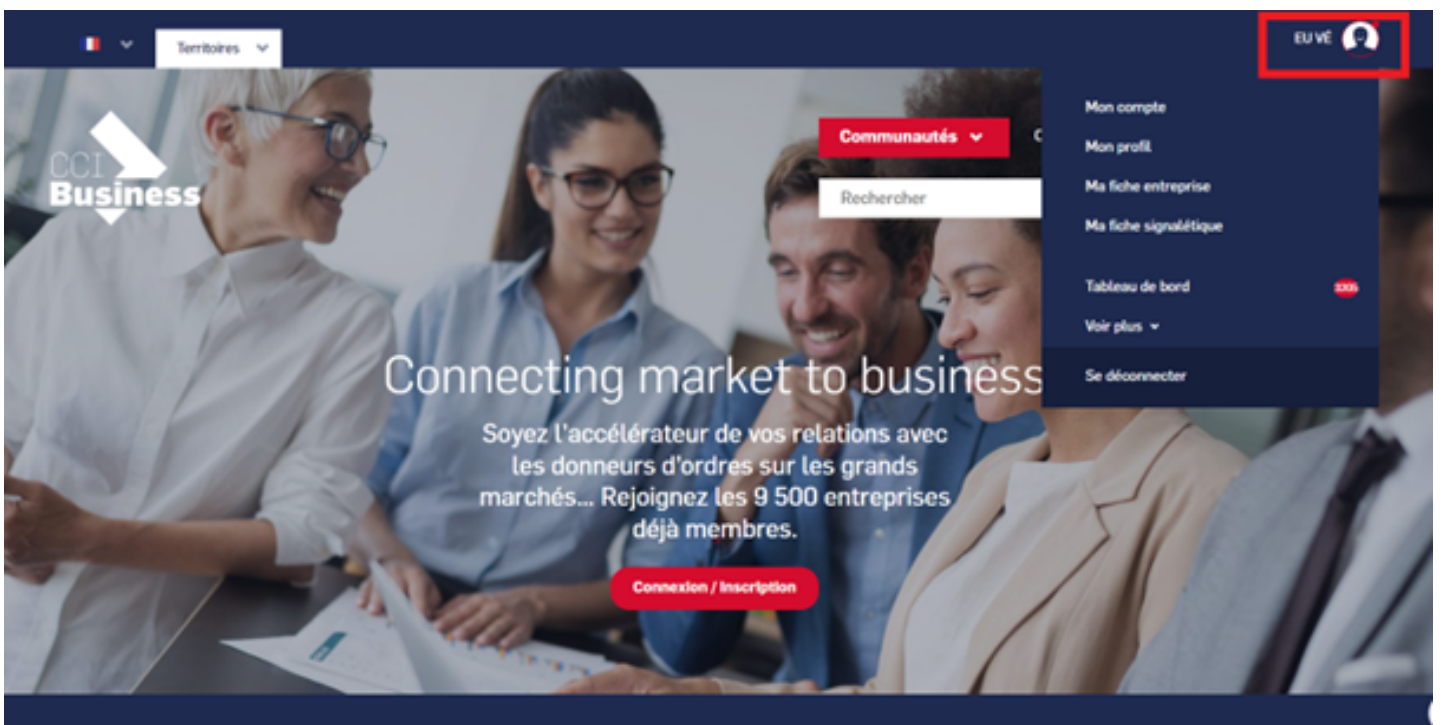 Territoires
EU VÉ
CCI
Business
Communautés
C
Rechercher
Mon compte
Mon profil
Ma fiche entreprise
Ma fiche signalétique
Tableau de bord
Voir plus
Se déconnecter
Connecting market to business
Soyez l'accélérateur de vos relations avec
les donneurs d'ordres sur les grands
marchés... Rejoignez les 9 500 entreprises
déjà membres.
Connexion / Inscription